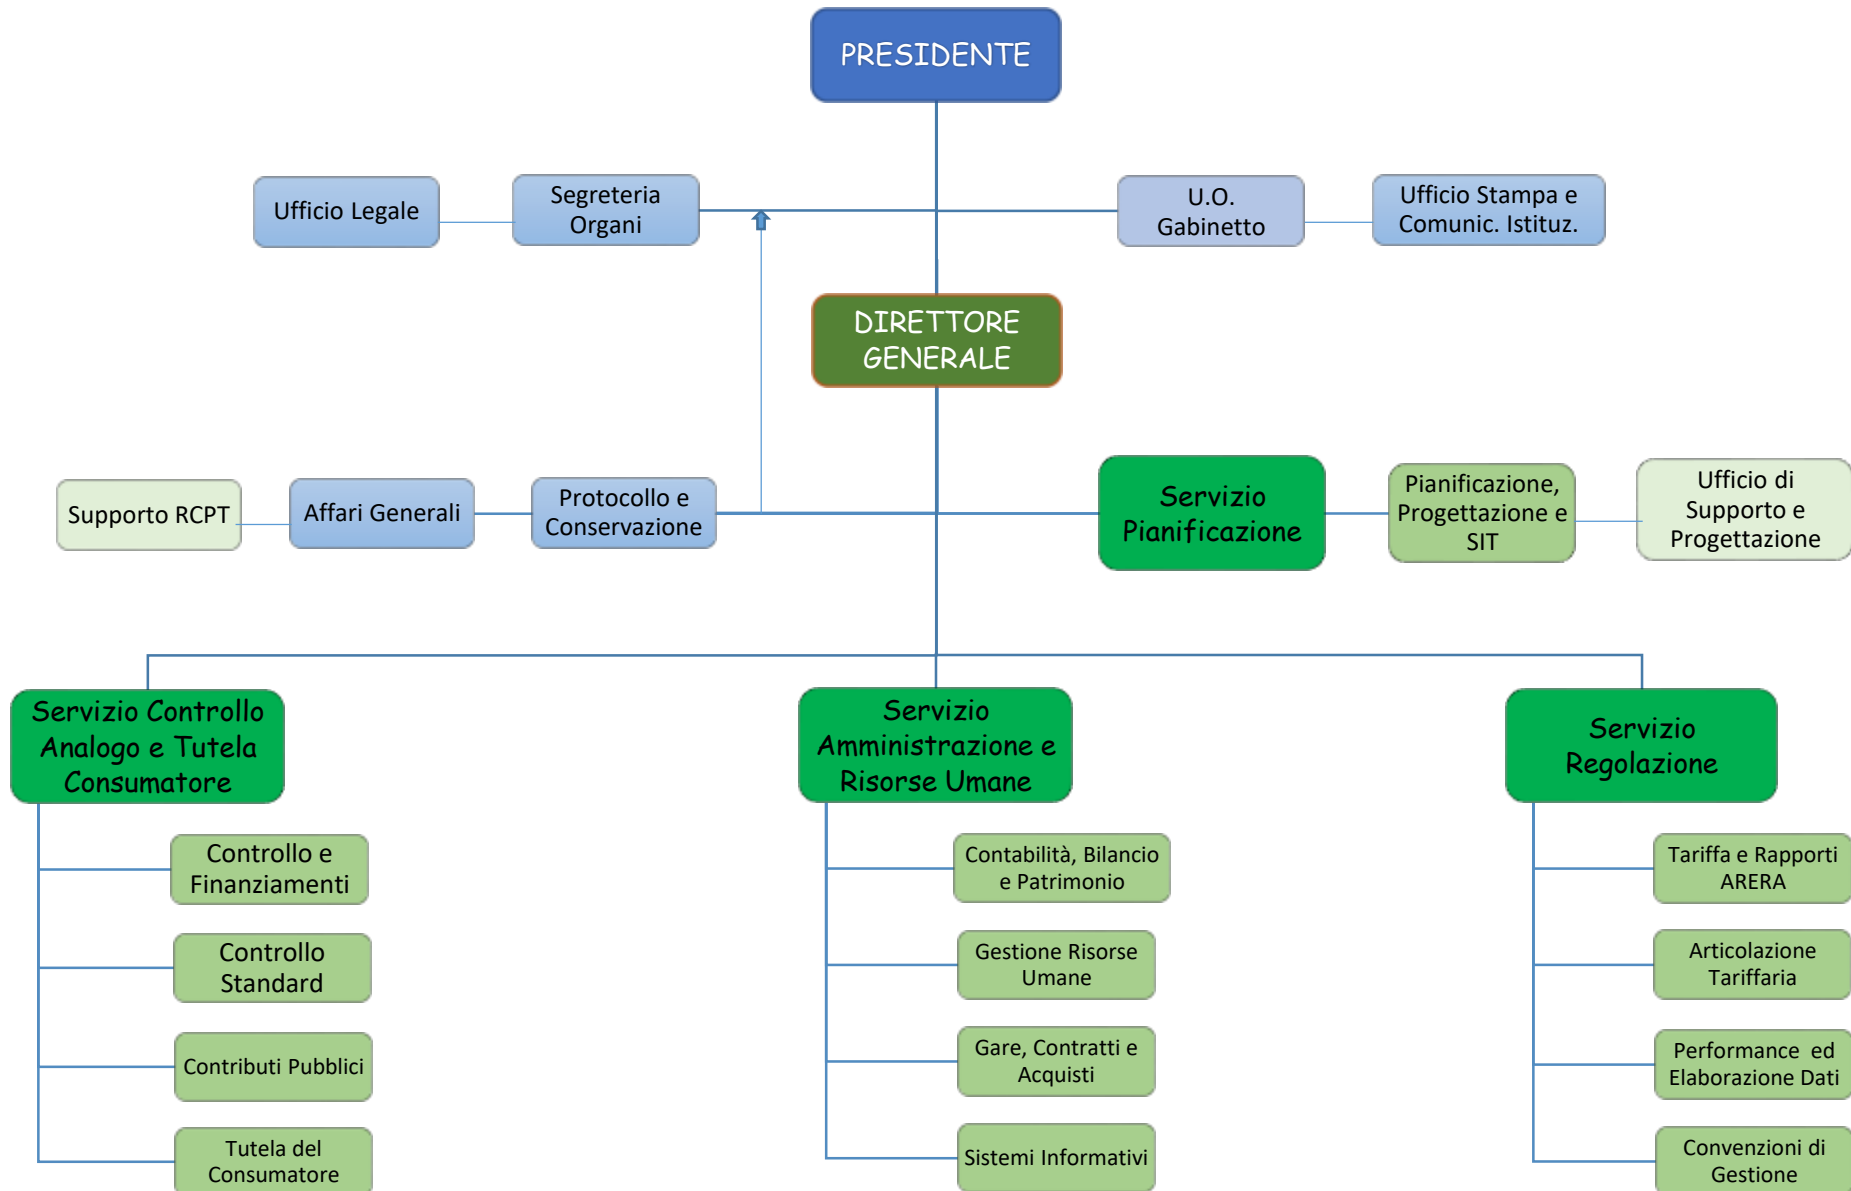 PRESIDENTE
Ufficio Legale
Segreteria
Organi
U.O.
Gabinetto
Ufficio Stampa e
Comunic. Istituz.
DIRETTORE
GENERALE
Supporto RCPT
Affari Generali
Protocollo e
Conservazione
Servizio
Pianificazione
Pianificazione,
Progettazione e
SIT
Ufficio di
Supporto e
Progettazione
Servizio Controllo
Analogo e Tutela
Consumatore
Servizio
Amministrazione e
Risorse Umane
Servizio
Regolazione
Controllo e
Finanziamenti
Controllo
Standard
Contributi Pubblici
Tutela del
Consumatore
Contabilità, Bilancio
e Patrimonio
Gestione Risorse
Umane
Gare, Contratti e
Acquisti
Sistemi Informativi
Tariffa e Rapporti
ARERA
Articolazione
Tariffaria
Performance ed
Elaborazione Dati
Convenzioni di
Gestione